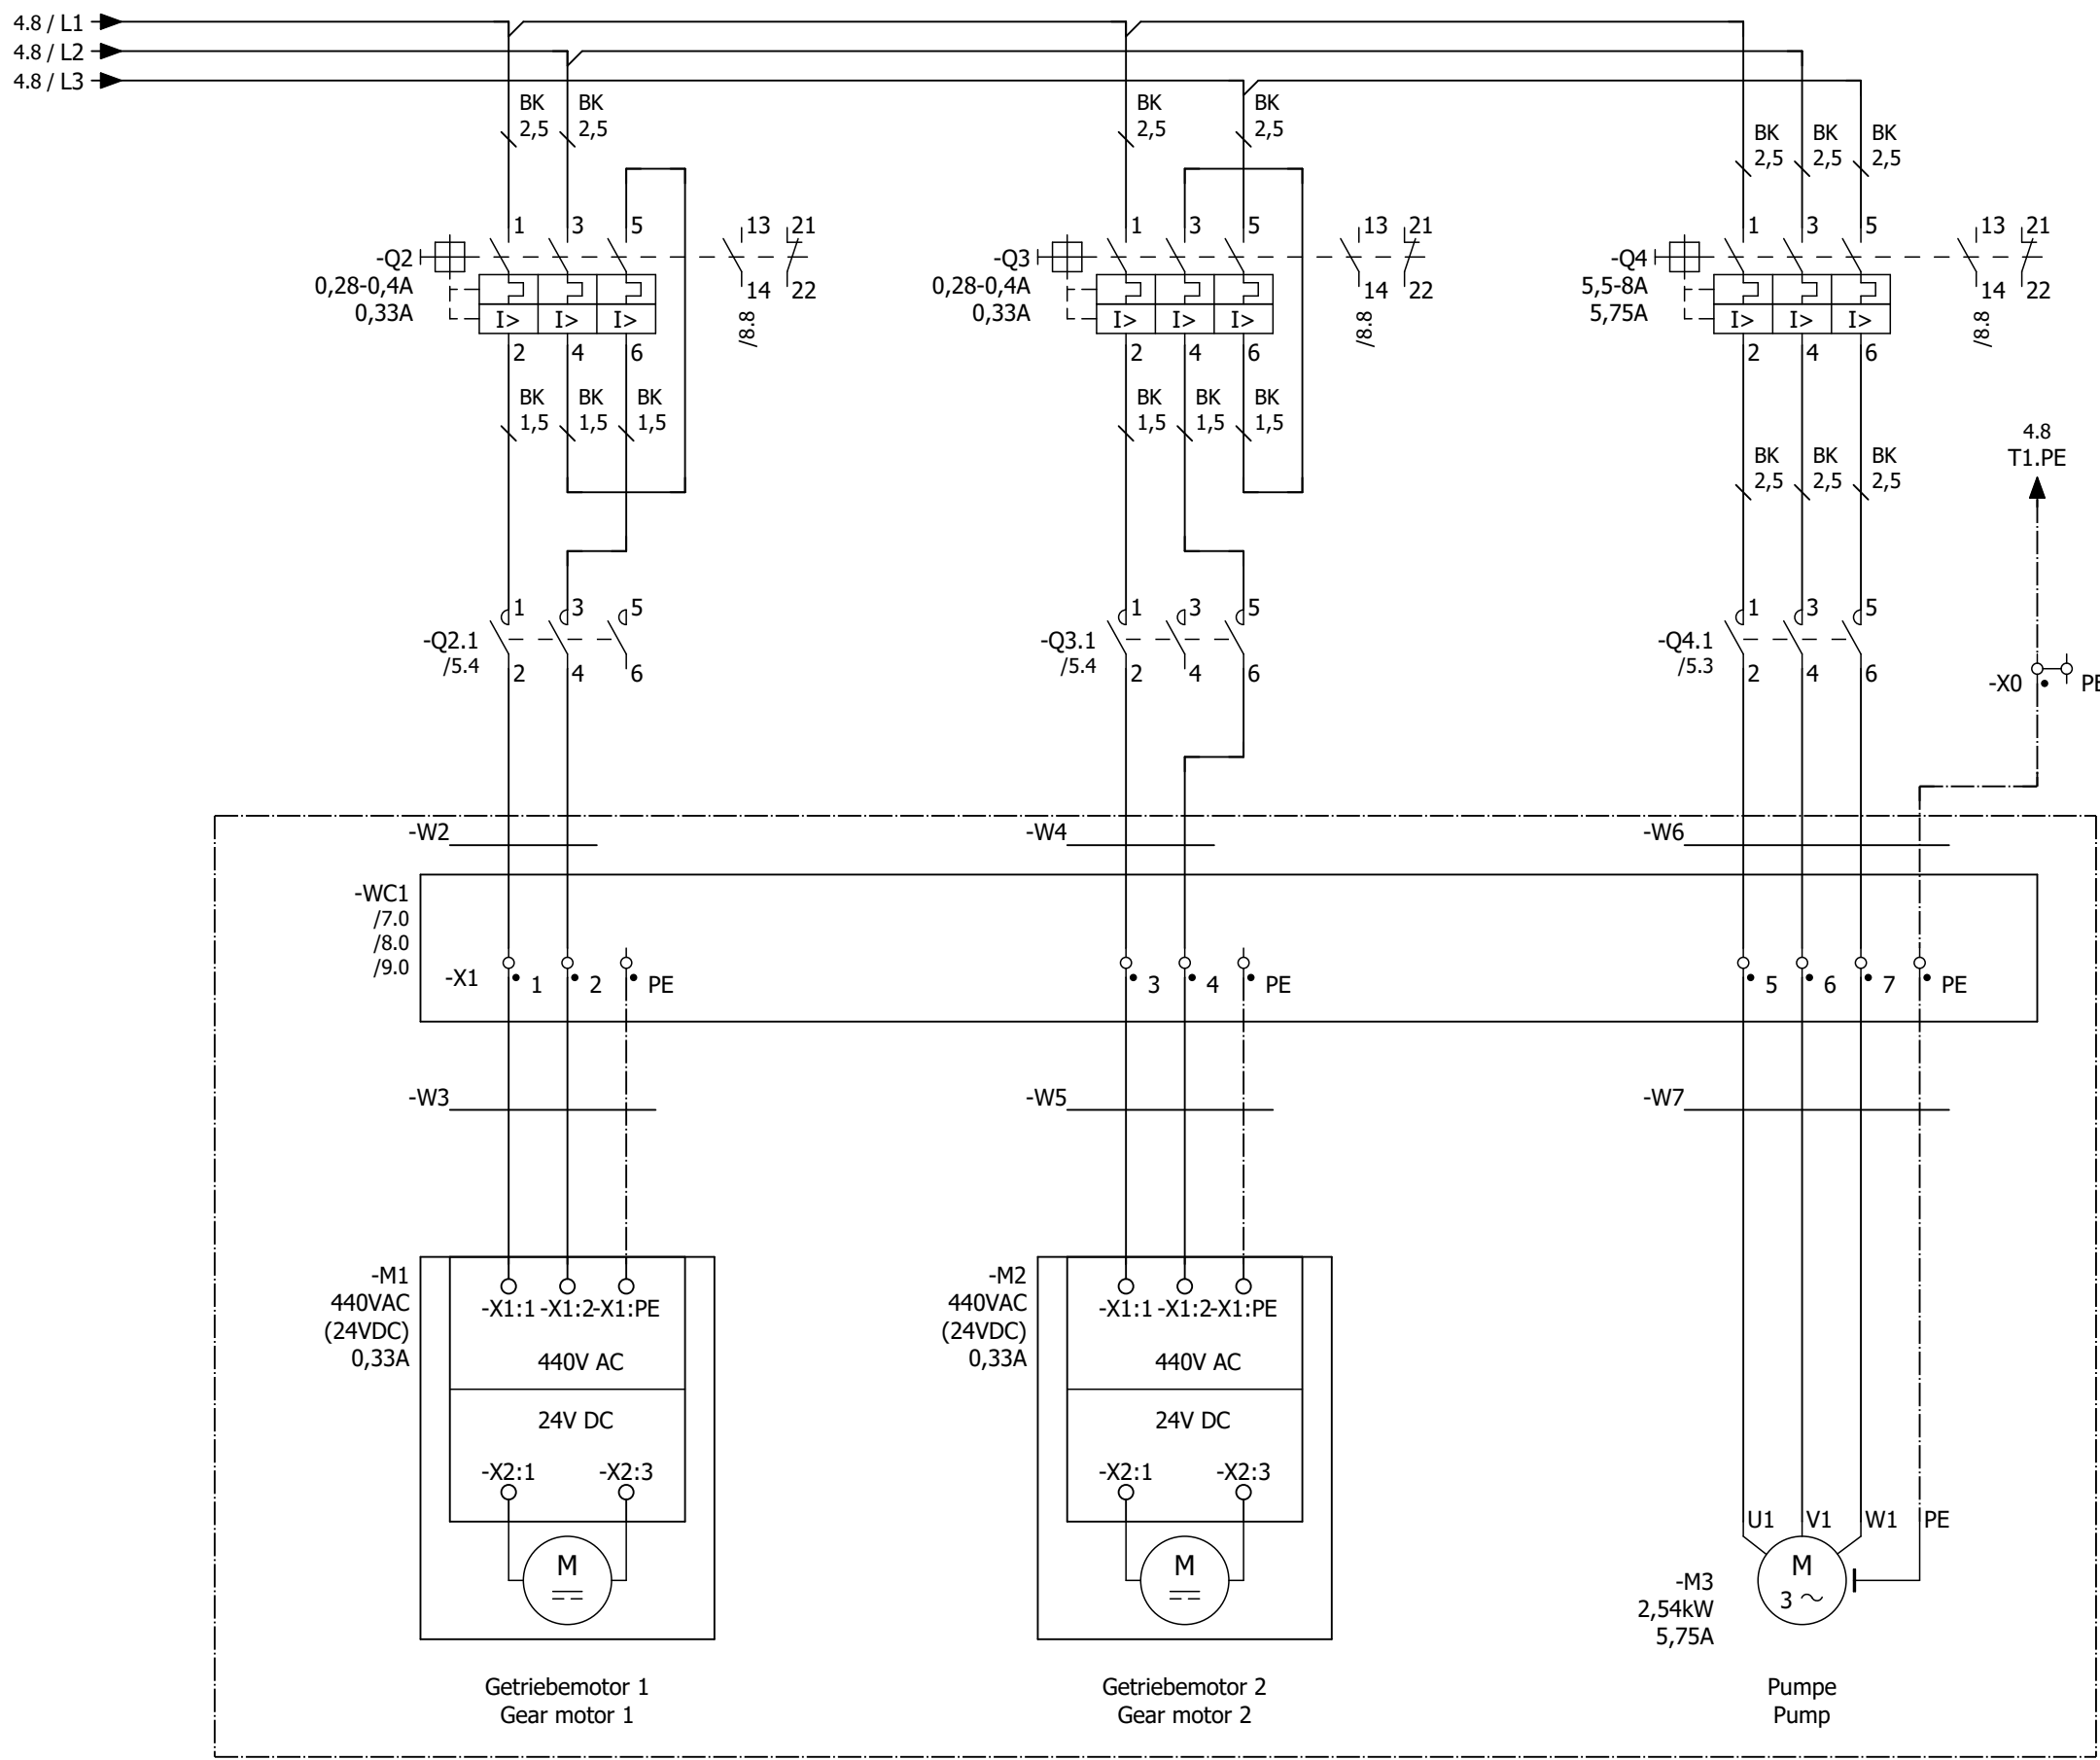 4.8 / L1
4.8 / L2
4.8 / L3
BK BK BK BK
2,5 2,5 2,5 2,5
BK BK BK
2,5 2,5 2,5
1 3 5 13 21 1 3 5 13 21 1 3 5 13 21
-Q2 -Q3 -Q4
0,28-0,4A 14 22 0,28-0,4A 14 22 5,5-8A 14 22
0,33A I> I> I> 0,33A I> I> I> 5,75A I> I> I>
/8.8 /8.8 /8.8
2 4 6 2 4 6 2 4 6
BK BK BK BK BK BK
1,5 1,5 1,5 1,5 1,5 1,5
4.8
T1.PE
BK BK BK
2,5 2,5 2,5
1 3 5 1 3 5 1 3 5
-Q2.1 -Q3.1 -Q4.1
/5.4 /5.4 /5.3
2 4 6 2 4 6 2 4 6
-X0 PE
-W2 -W4 -W6
-WC1
/7.0
/8.0
/9.0
-X1 1 2 PE 3 4 PE 5 6 7 PE
-W3 -W5 -W7
-M1 -M2
440VAC -X1:1 -X1:2 -X1:PE 440VAC -X1:1 -X1:2 -X1:PE
(24VDC) (24VDC)
0,33A 440V AC 0,33A 440V AC
24V DC 24V DC
-X2:1 -X2:3 -X2:1 -X2:3
U1 V1 W1 PE
M M M
3
-M3
2,54kW
5,75A
Getriebemotor 1 Getriebemotor 2 Pumpe
Gear motor 1 Gear motor 2 Pump